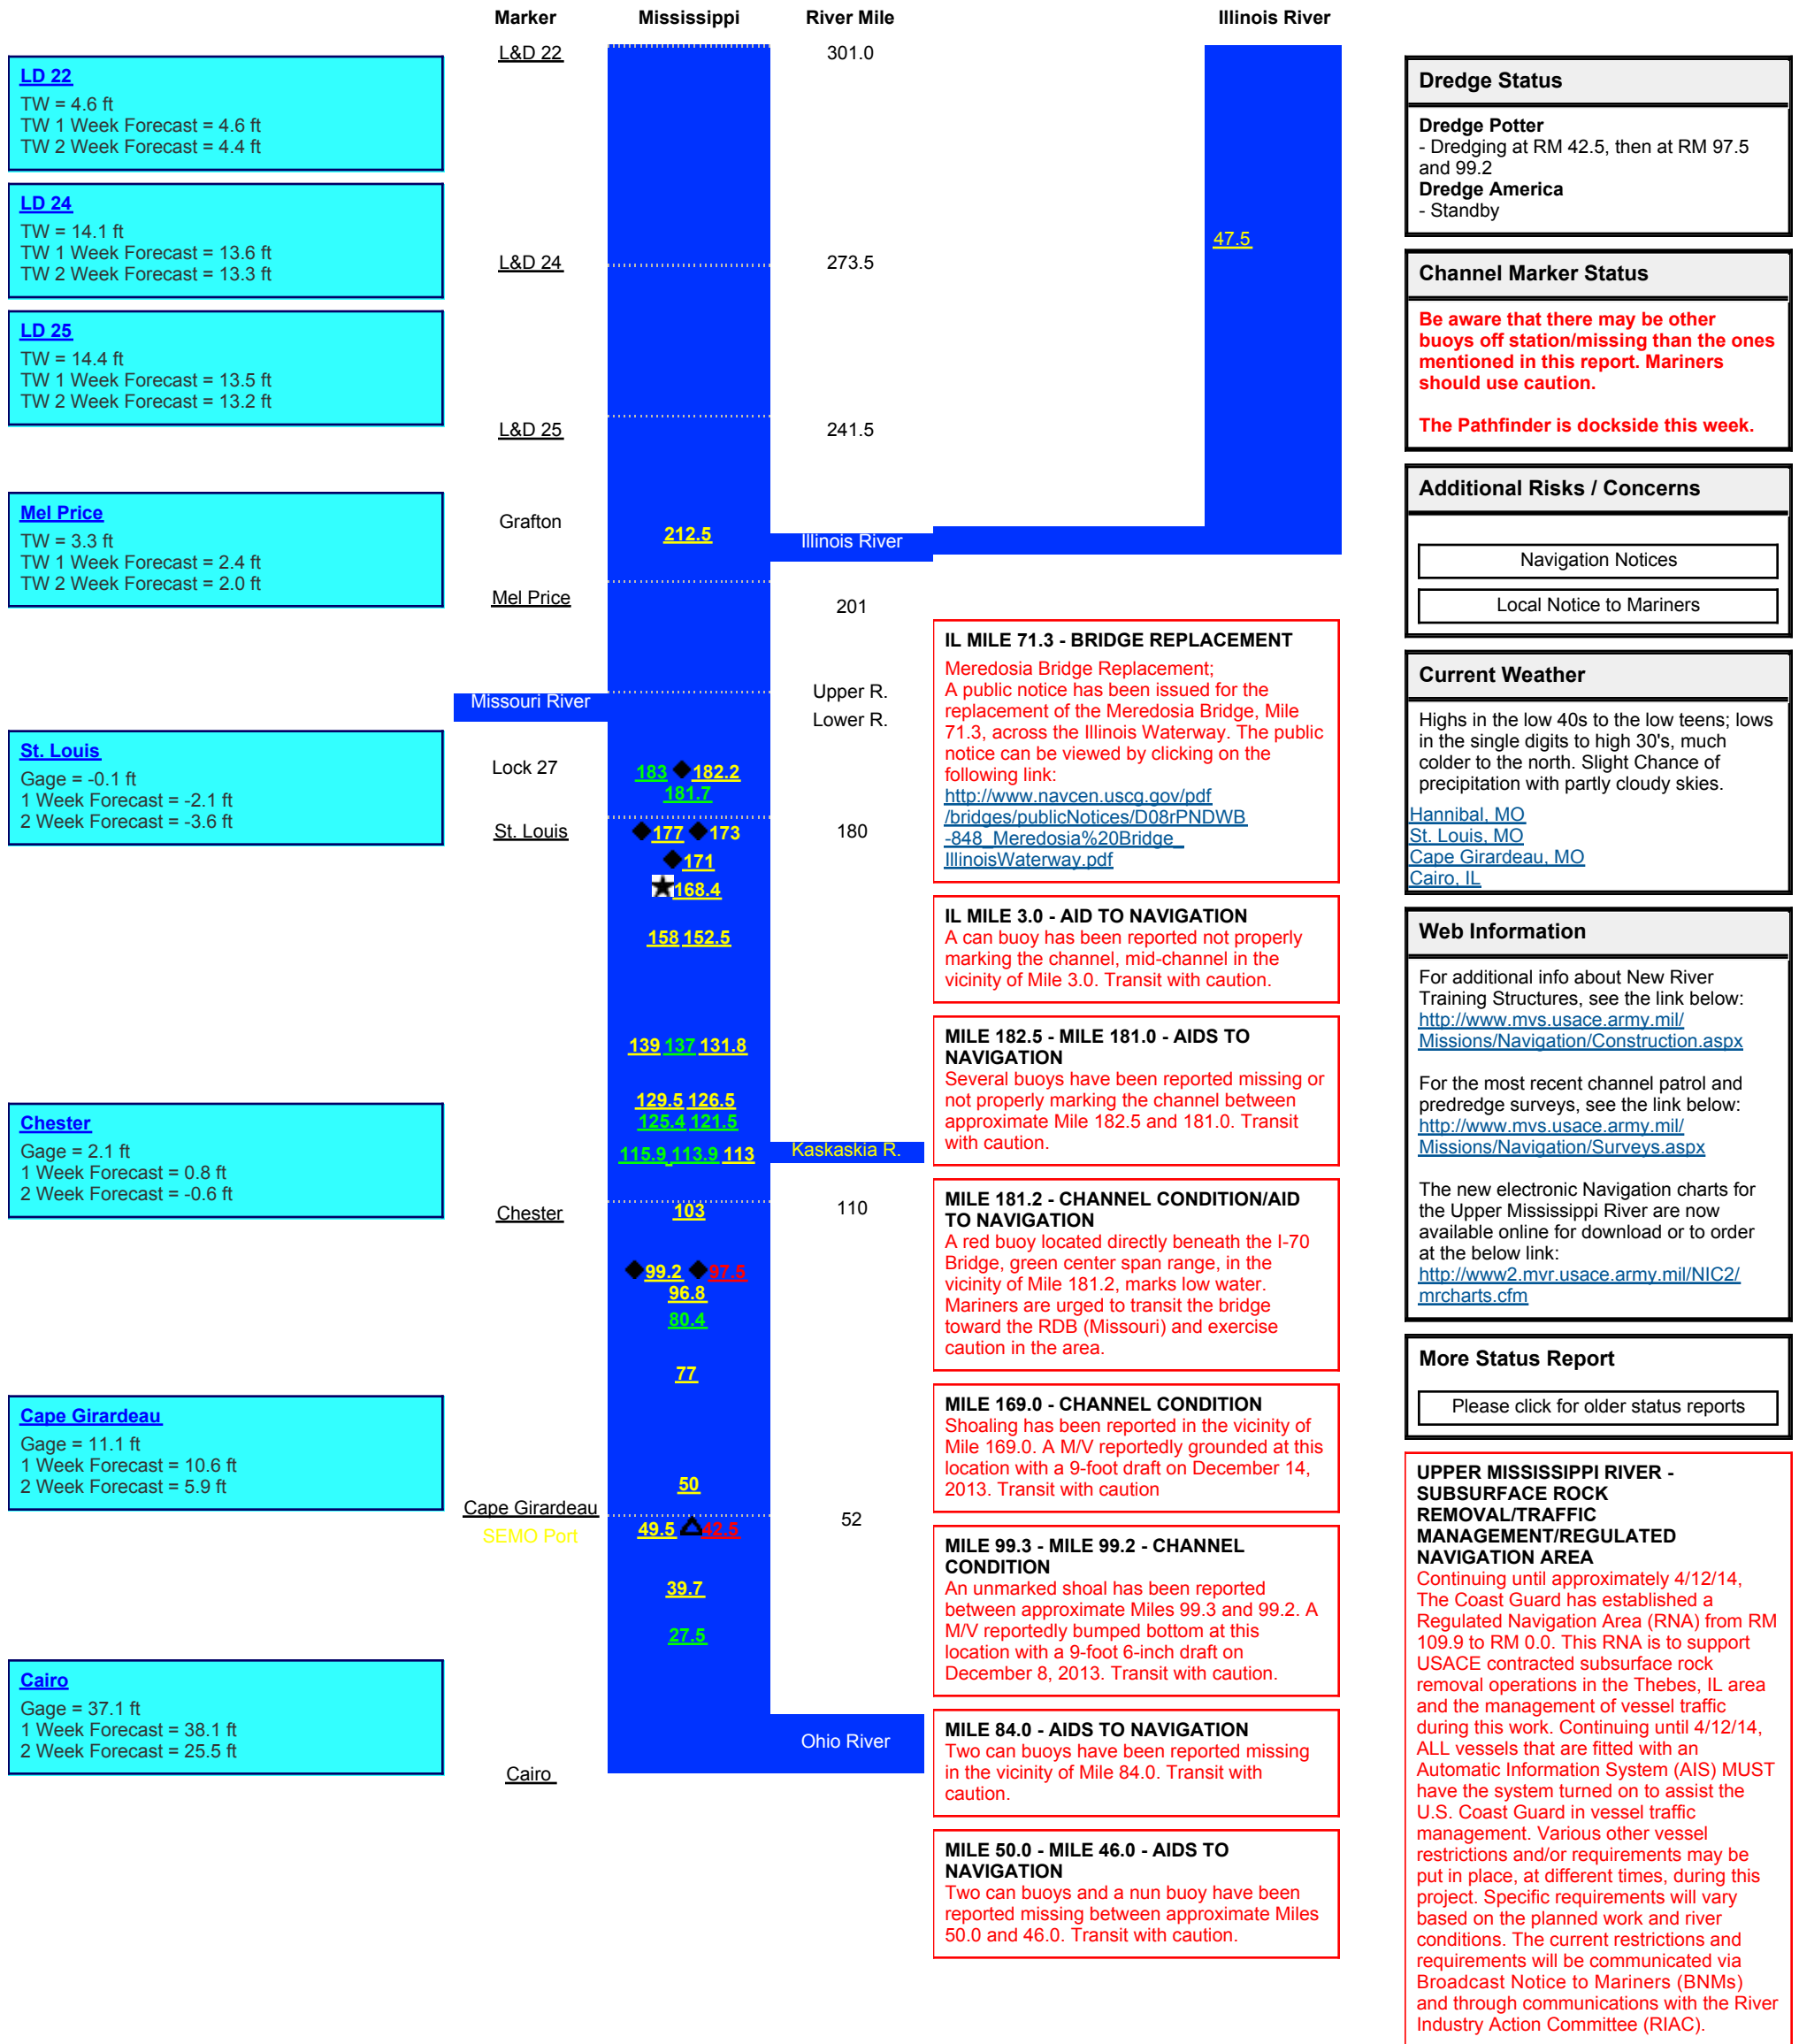 Marker Mississippi River Mile Illinois River
L&D 22 301.0
LD 22
TW = 4.6 ft
TW 1 Week Forecast = 4.6 ft
TW 2 Week Forecast = 4.4 ft
LD 24
TW = 14.1 ft
TW 1 Week Forecast = 13.6 ft
TW 2 Week Forecast = 13.3 ft
L&D 24 273.5
47.5
LD 25
TW = 14.4 ft
TW 1 Week Forecast = 13.5 ft
TW 2 Week Forecast = 13.2 ft
L&D 25 241.5
Mel Price
TW = 3.3 ft
TW 1 Week Forecast = 2.4 ft
TW 2 Week Forecast = 2.0 ft
Grafton 212.5 Illinois River
Mel Price 201
Missouri River
Upper R.
Lower R.
St. Louis
Gage = -0.1 ft
1 Week Forecast = -2.1 ft
2 Week Forecast = -3.6 ft
Lock 27 183 ◆182.2
181.7
St. Louis ◆177 ◆173 180
◆171
★168.4
158 152.5
139 137 131.8
129.5 126.5
125.4 121.5
115.9 113.9 113 Kaskaskia R.
Chester
Gage = 2.1 ft
1 Week Forecast = 0.8 ft
2 Week Forecast = -0.6 ft
Chester 103 110
◆99.2 ◆97.5
96.8
80.4
77
Cape Girardeau
Gage = 11.1 ft
1 Week Forecast = 10.6 ft
2 Week Forecast = 5.9 ft
50
Cape Girardeau 52
SEMO Port 49.5 △42.5
39.7
27.5
Cairo
Gage = 37.1 ft
1 Week Forecast = 38.1 ft
2 Week Forecast = 25.5 ft
Ohio River
Cairo
IL MILE 71.3 - BRIDGE REPLACEMENT
Meredosia Bridge Replacement;
A public notice has been issued for the
replacement of the Meredosia Bridge, Mile
71.3, across the Illinois Waterway. The public
notice can be viewed by clicking on the
following link:
http://www.navcen.uscg.gov/pdf
/bridges/publicNotices/D08rPNDWB
-848_Meredosia%20Bridge_
IllinoisWaterway.pdf
IL MILE 3.0 - AID TO NAVIGATION
A can buoy has been reported not properly
marking the channel, mid-channel in the
vicinity of Mile 3.0. Transit with caution.
MILE 182.5 - MILE 181.0 - AIDS TO
NAVIGATION
Several buoys have been reported missing or
not properly marking the channel between
approximate Mile 182.5 and 181.0. Transit
with caution.
MILE 181.2 - CHANNEL CONDITION/AID
TO NAVIGATION
A red buoy located directly beneath the I-70
Bridge, green center span range, in the
vicinity of Mile 181.2, marks low water.
Mariners are urged to transit the bridge
toward the RDB (Missouri) and exercise
caution in the area.
MILE 169.0 - CHANNEL CONDITION
Shoaling has been reported in the vicinity of
Mile 169.0. A M/V reportedly grounded at this
location with a 9-foot draft on December 14,
2013. Transit with caution
MILE 99.3 - MILE 99.2 - CHANNEL
CONDITION
An unmarked shoal has been reported
between approximate Miles 99.3 and 99.2. A
M/V reportedly bumped bottom at this
location with a 9-foot 6-inch draft on
December 8, 2013. Transit with caution.
MILE 84.0 - AIDS TO NAVIGATION
Two can buoys have been reported missing
in the vicinity of Mile 84.0. Transit with
caution.
MILE 50.0 - MILE 46.0 - AIDS TO
NAVIGATION
Two can buoys and a nun buoy have been
reported missing between approximate Miles
50.0 and 46.0. Transit with caution.
Dredge Status
Dredge Potter
- Dredging at RM 42.5, then at RM 97.5
and 99.2
Dredge America
- Standby
Channel Marker Status
Be aware that there may be other
buoys off station/missing than the ones
mentioned in this report. Mariners
should use caution.
The Pathfinder is dockside this week.
Additional Risks / Concerns
Navigation Notices
Local Notice to Mariners
Current Weather
Highs in the low 40s to the low teens; lows
in the single digits to high 30's, much
colder to the north. Slight Chance of
precipitation with partly cloudy skies.
Hannibal, MO
St. Louis, MO
Cape Girardeau, MO
Cairo, IL
Web Information
For additional info about New River
Training Structures, see the link below:
http://www.mvs.usace.army.mil/
Missions/Navigation/Construction.aspx
For the most recent channel patrol and
predredge surveys, see the link below:
http://www.mvs.usace.army.mil/
Missions/Navigation/Surveys.aspx
The new electronic Navigation charts for
the Upper Mississippi River are now
available online for download or to order
at the below link:
http://www2.mvr.usace.army.mil/NIC2/
mrcharts.cfm
More Status Report
Please click for older status reports
UPPER MISSISSIPPI RIVER -
SUBSURFACE ROCK
REMOVAL/TRAFFIC
MANAGEMENT/REGULATED
NAVIGATION AREA
Continuing until approximately 4/12/14,
The Coast Guard has established a
Regulated Navigation Area (RNA) from RM
109.9 to RM 0.0. This RNA is to support
USACE contracted subsurface rock
removal operations in the Thebes, IL area
and the management of vessel traffic
during this work. Continuing until 4/12/14,
ALL vessels that are fitted with an
Automatic Information System (AIS) MUST
have the system turned on to assist the
U.S. Coast Guard in vessel traffic
management. Various other vessel
restrictions and/or requirements may be
put in place, at different times, during this
project. Specific requirements will vary
based on the planned work and river
conditions. The current restrictions and
requirements will be communicated via
Broadcast Notice to Mariners (BNMs)
and through communications with the River
Industry Action Committee (RIAC).